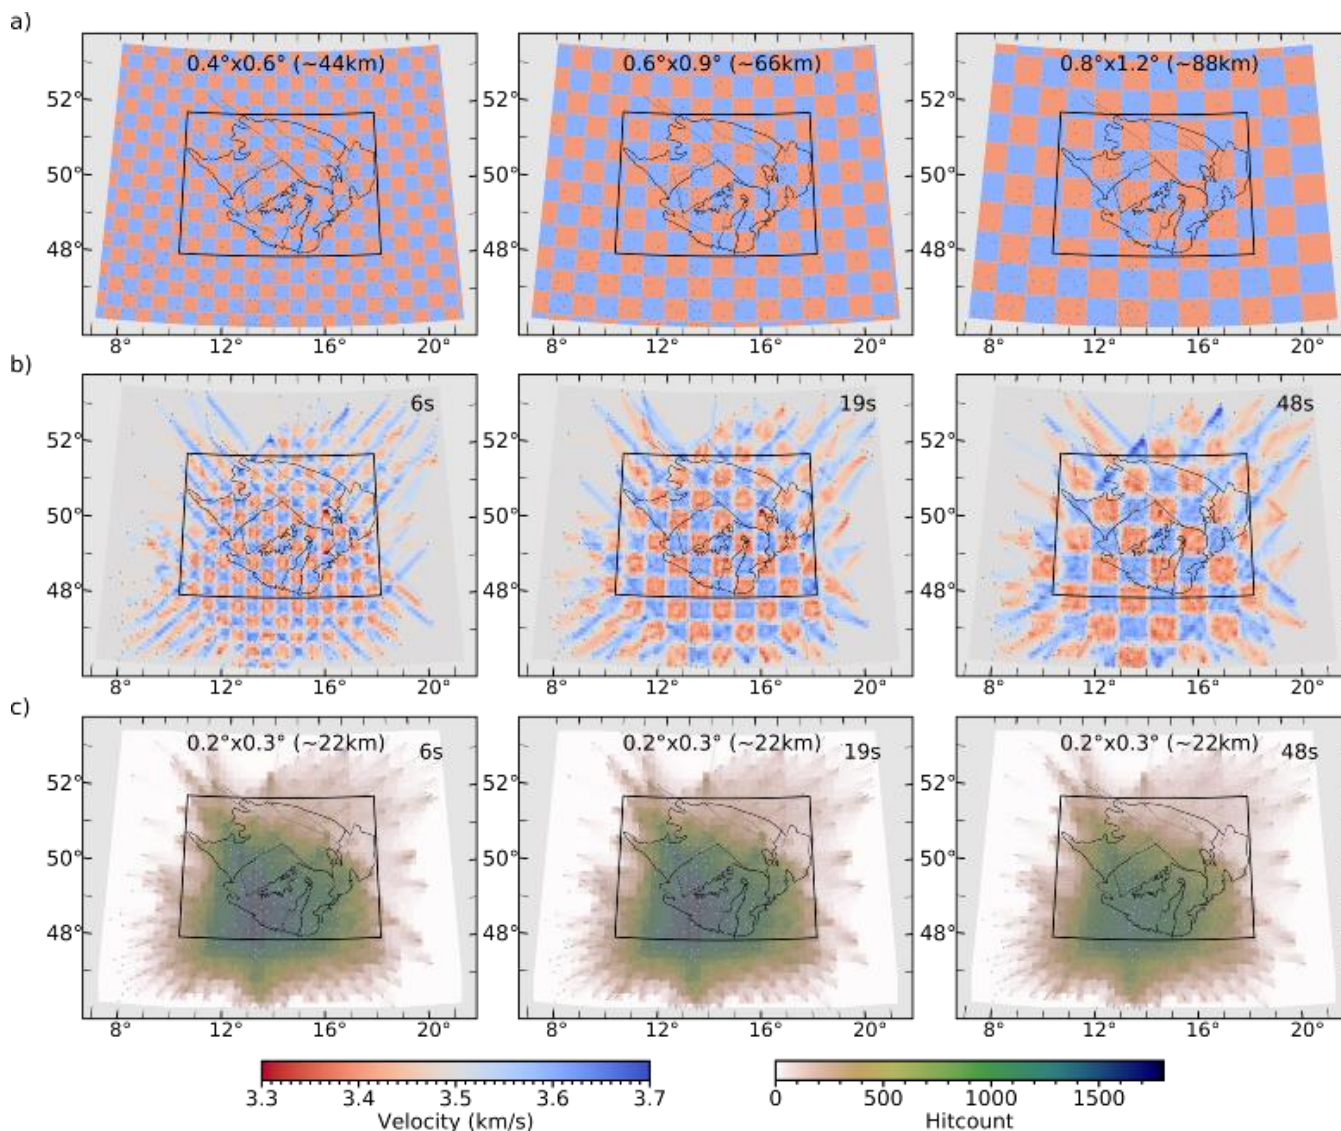 a)
0.4°x0.6° (~44km)
0.6°x0.9° (~66km)
0.8°x1.2° (~88km)
52°
52°
52°
50°
50°
50°
48°
48°
48°
8° 12° 16° 20°
8° 12° 16° 20°
8° 12° 16° 20°
b)
6s
19s
48s
52°
52°
52°
50°
50°
50°
48°
48°
48°
8° 12° 16° 20°
8° 12° 16° 20°
8° 12° 16° 20°
c)
0.2°x0.3° (~22km)
6s
0.2°x0.3° (~22km)
19s
0.2°x0.3° (~22km)
48s
52°
52°
52°
50°
50°
50°
48°
48°
48°
8° 12° 16° 20°
8° 12° 16° 20°
8° 12° 16° 20°
3.3 3.4 3.5 3.6 3.7
Velocity (km/s)
0 500 1000 1500
Hitcount